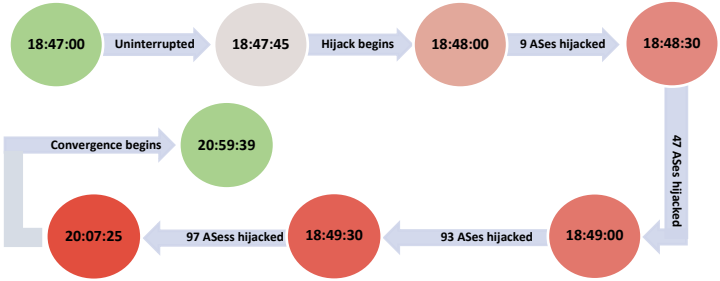 18:47:00
Uninterrupted
18:47:45
Hijack begins
18:48:00
9 ASes hijacked
18:48:30
47 ASes hijacked
18:49:00
93 ASes hijacked
18:49:30
97 ASess hijacked
20:07:25
Convergence begins
20:59:39